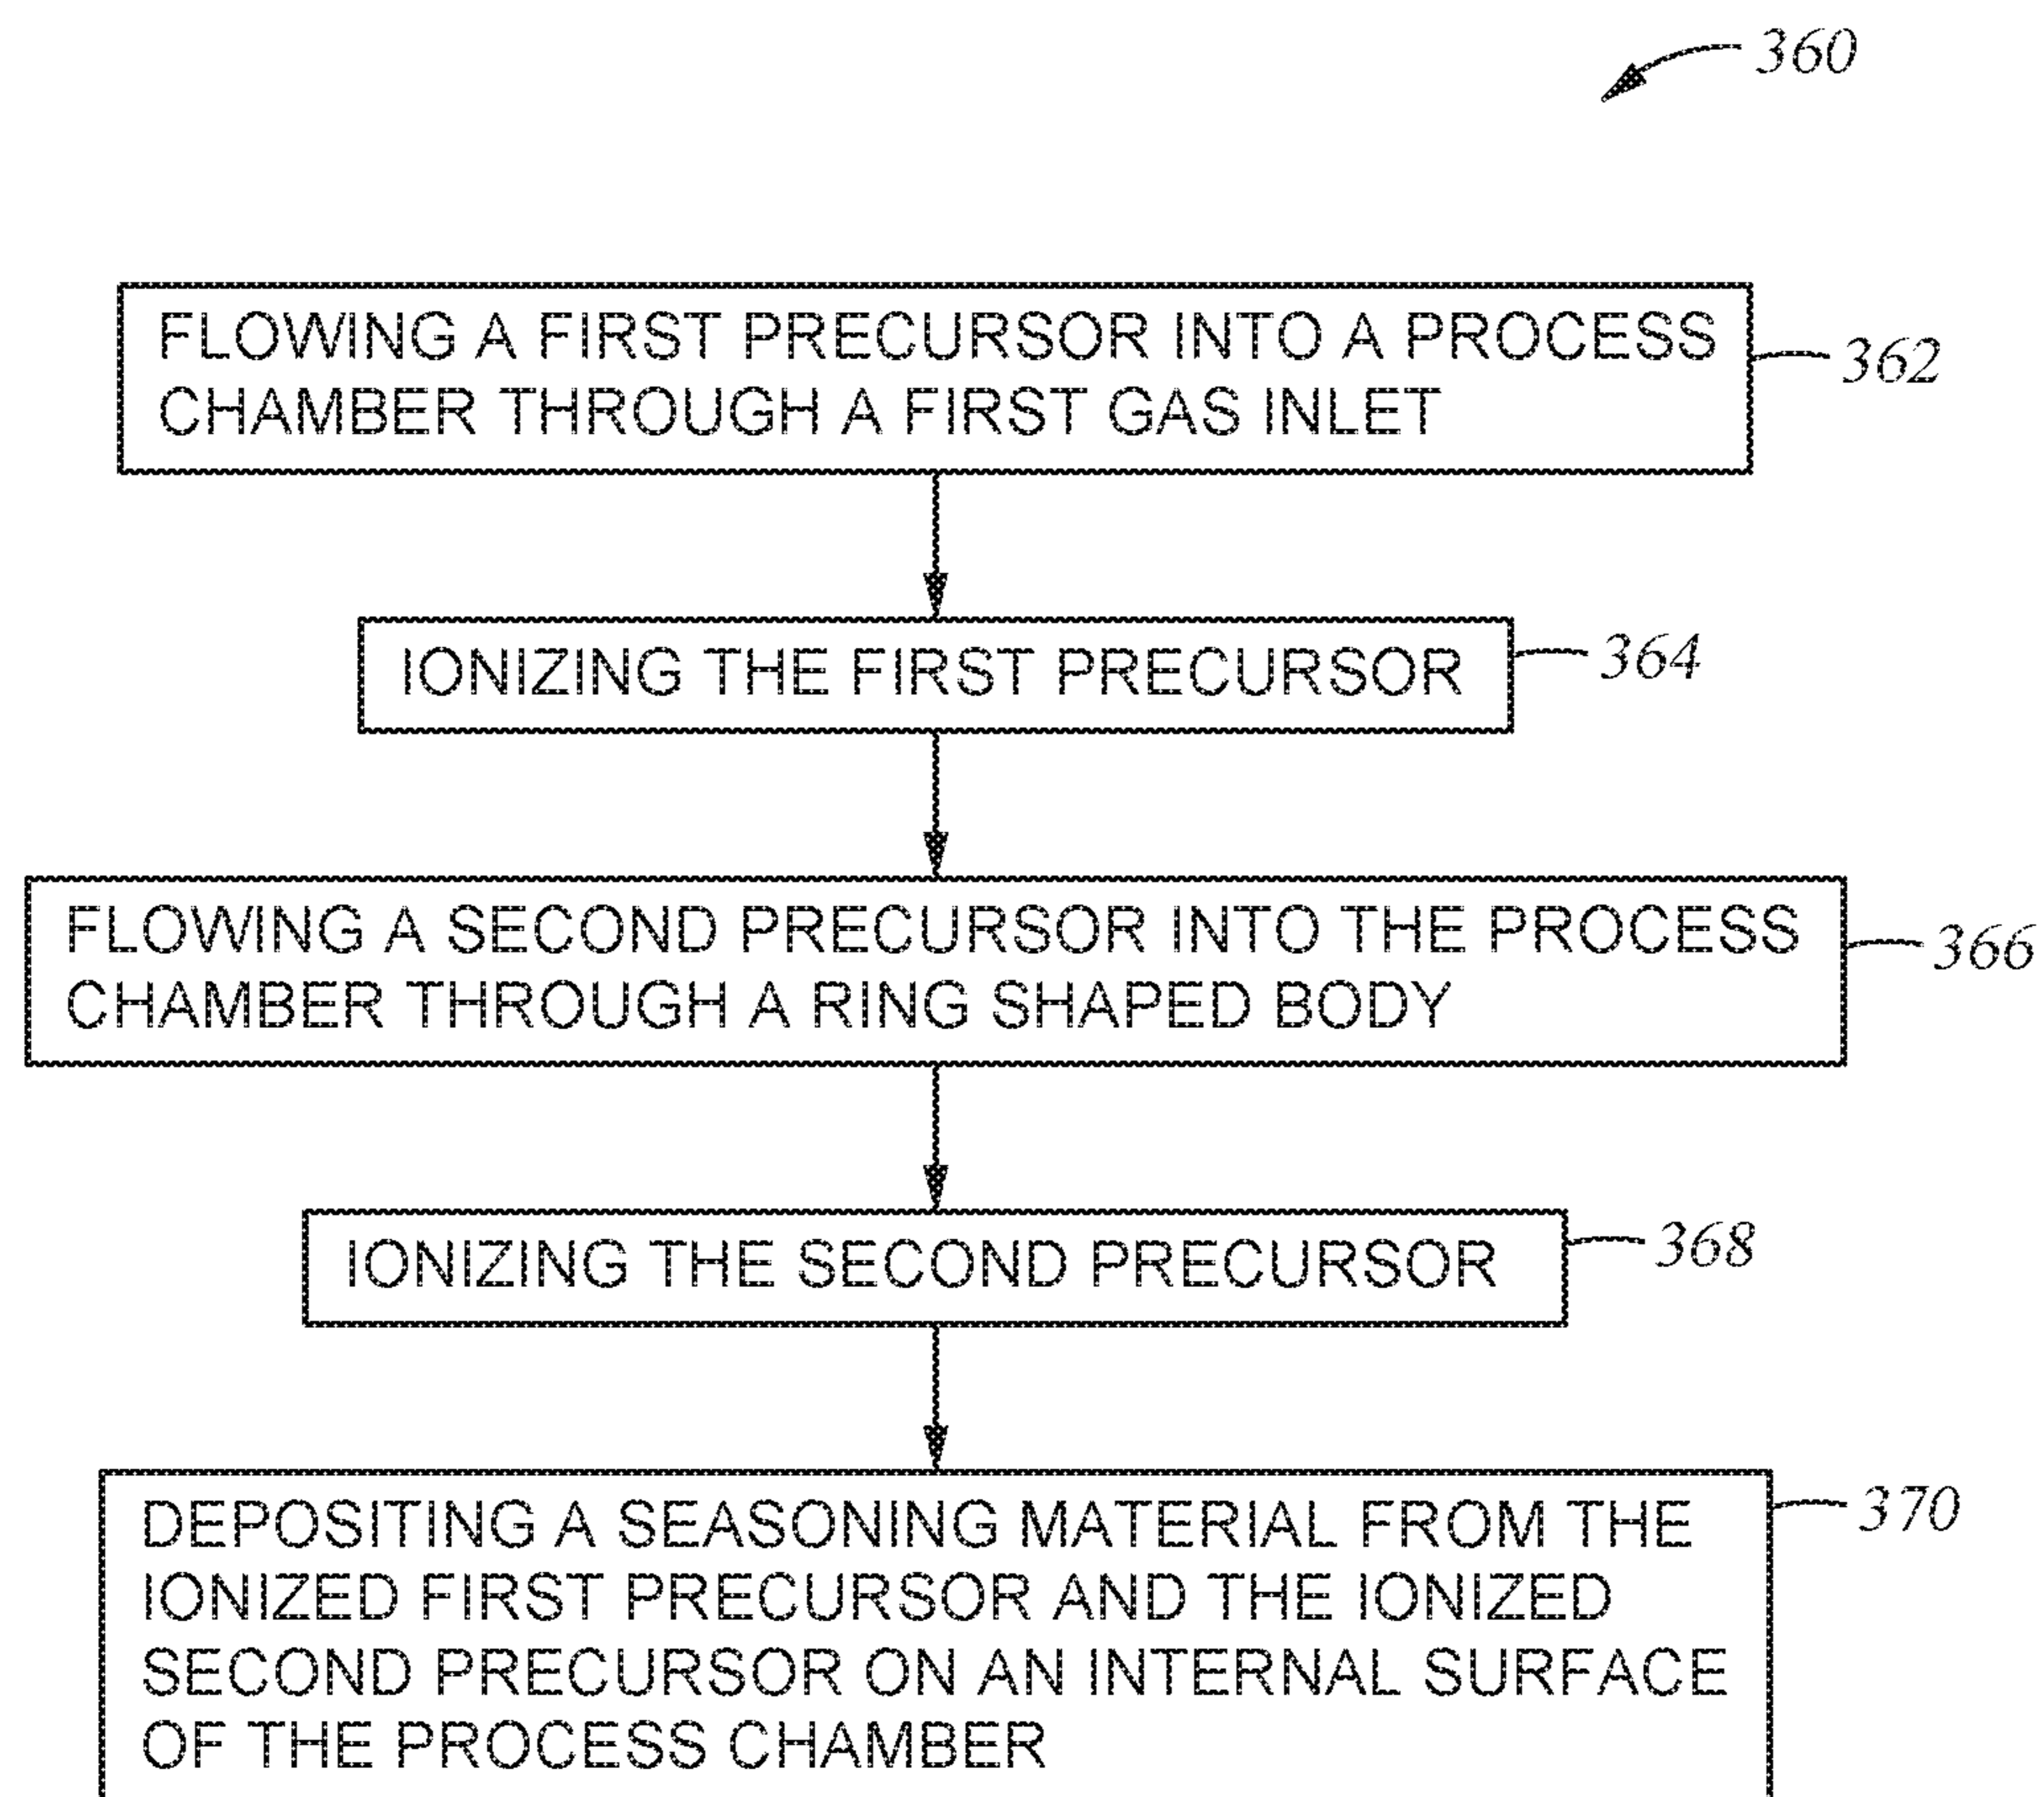 360
FLOWING A FIRST PRECURSOR INTO A PROCESS
CHAMBER THROUGH A FIRST GAS INLET
362
IONIZING THE FIRST PRECURSOR
364
FLOWING A SECOND PRECURSOR INTO THE PROCESS
CHAMBER THROUGH A RING SHAPED BODY
366
IONIZING THE SECOND PRECURSOR
368
DEPOSITING A SEASONING MATERIAL FROM THE
IONIZED FIRST PRECURSOR AND THE IONIZED
SECOND PRECURSOR ON AN INTERNAL SURFACE
OF THE PROCESS CHAMBER
370